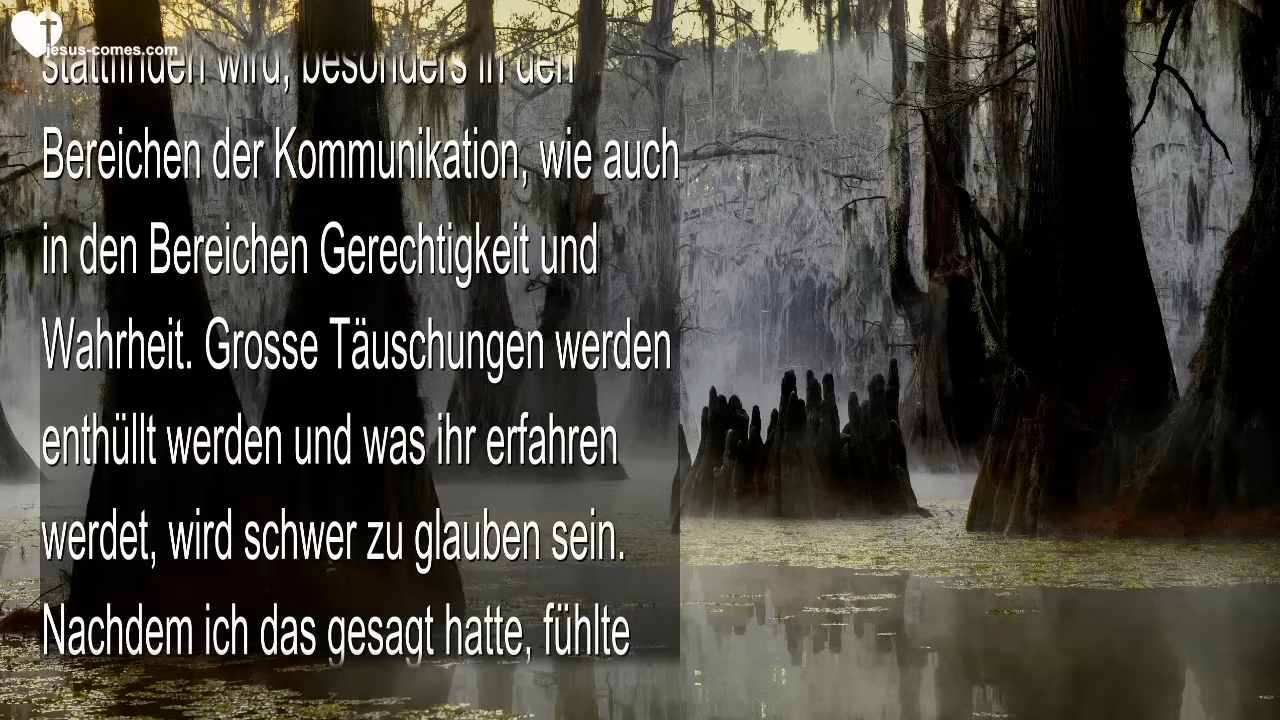 jesus-comes.com
stattfinden wird, besonders in den
Bereichen der Kommunikation, wie auch
in den Bereichen Gerechtigkeit und
Wahrheit. Grosse Täuschungen werden
enthüllt werden und was ihr erfahren
werdet, wird schwer zu glauben sein.
Nachdem ich das gesagt hatte, fühlte